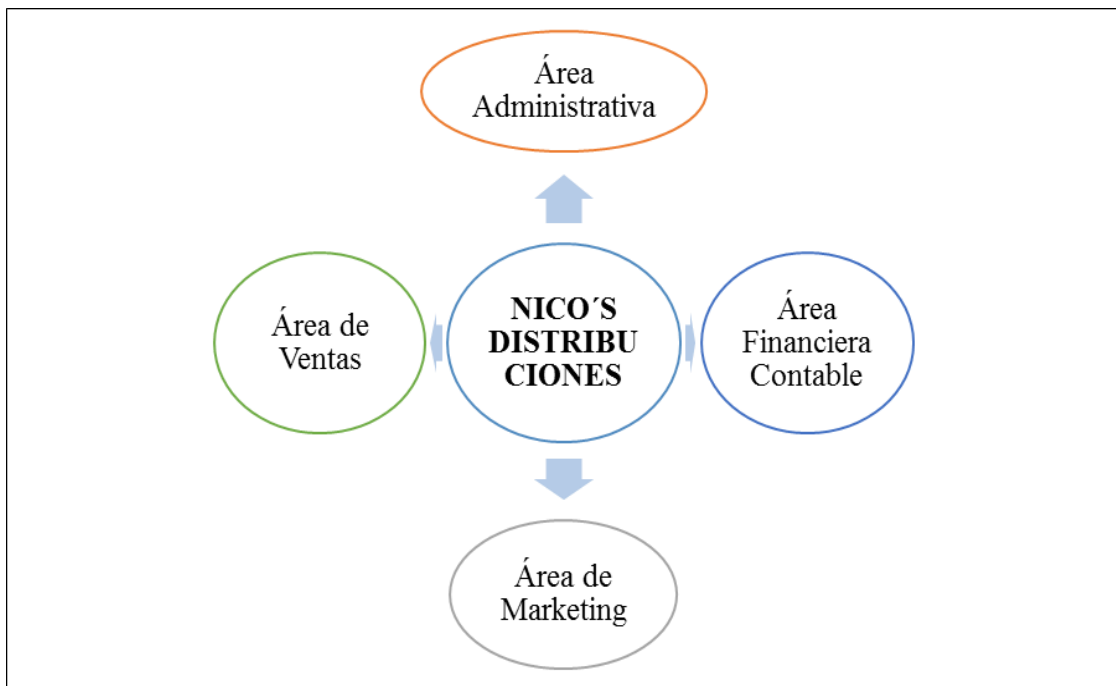 Área
Administrativa
Área de
Ventas
NICO´S
DISTRIBU
CIONES
Área
Financiera
Contable
Área de
Marketing